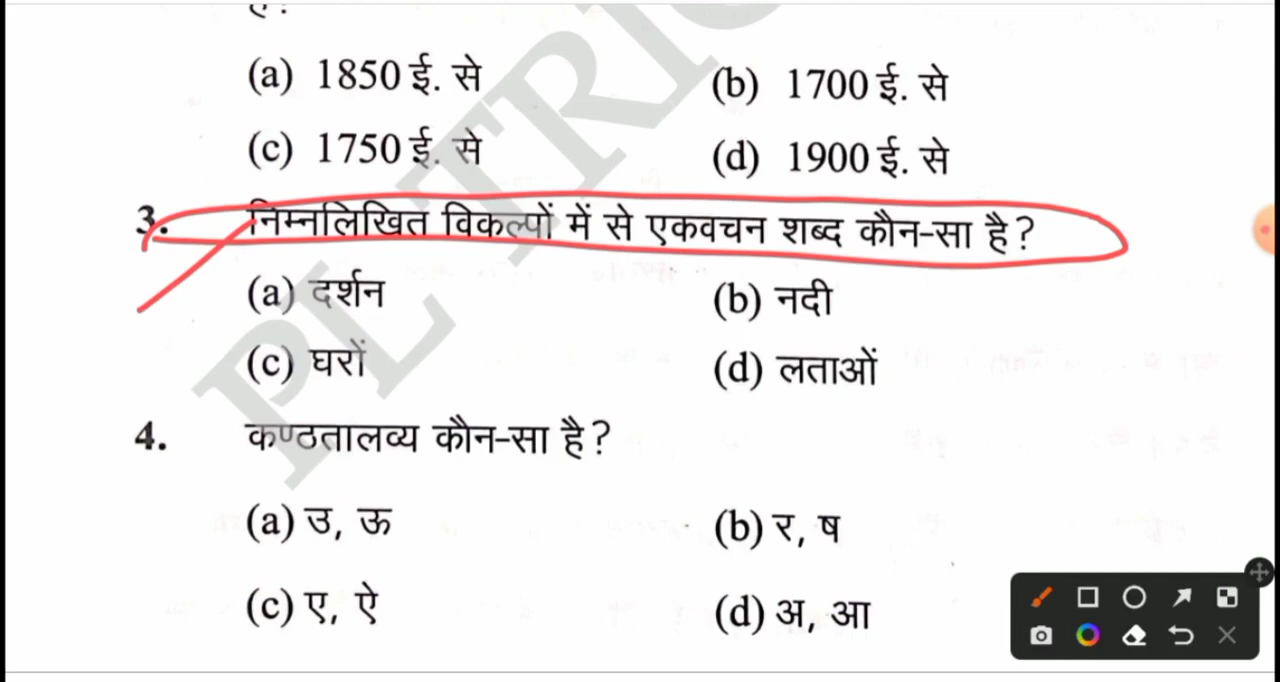 (a) 1850 ई. से (b) 1700 ई. से
(c) 1750 ई. से (d) 1900 ई. से
3. निम्नलिखित विकल्पों में से एकवचन शब्द कौन-सा है?
(a) दर्शन (b) नदी
(c) घरों (d) लताओं
4. कण्ठतालव्य कौन-सा है?
(a) उ, ऊ (b) र, ष
(c) ए, ऐ (d) अ, आ